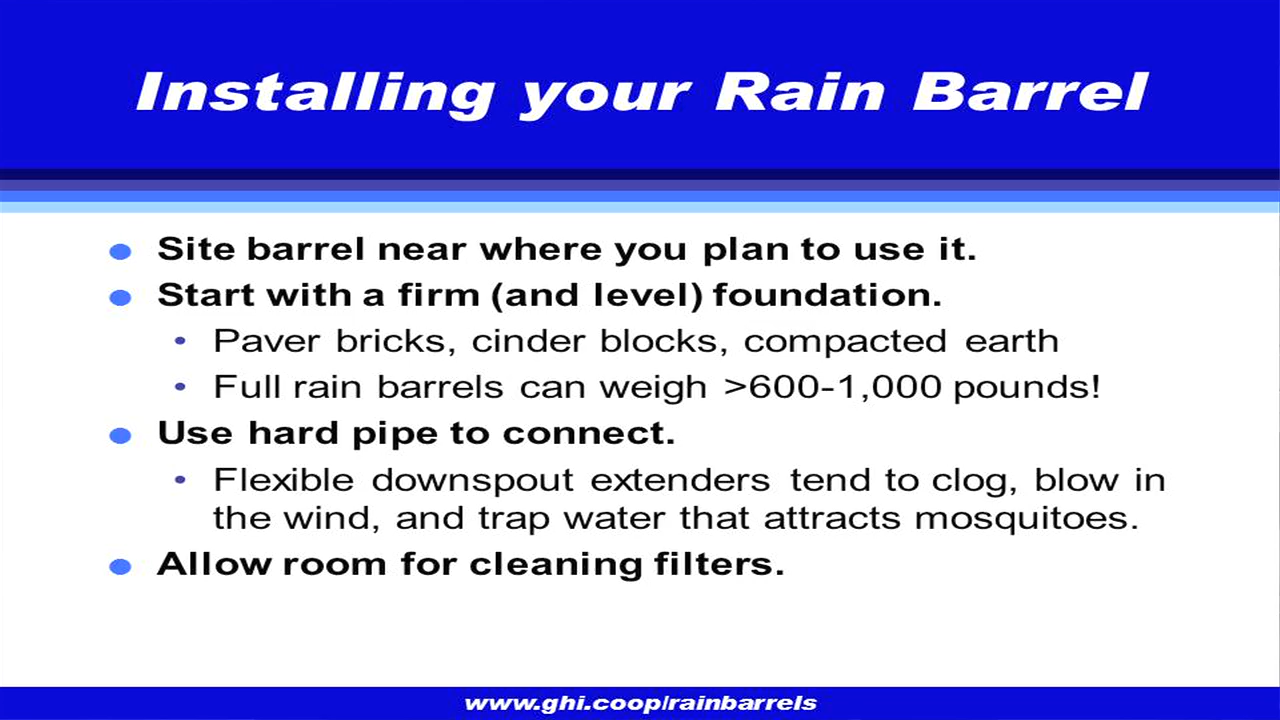 Installing your Rain Barrel
Site barrel near where you plan to use it.
Start with a firm (and level) foundation.
Paver bricks, cinder blocks, compacted earth
Full rain barrels can weigh >600-1,000 pounds!
Use hard pipe to connect.
Flexible downspout extenders tend to clog, blow in
the wind, and trap water that attracts mosquitoes.
Allow room for cleaning filters.
www.ghi.coop/rainbarrels